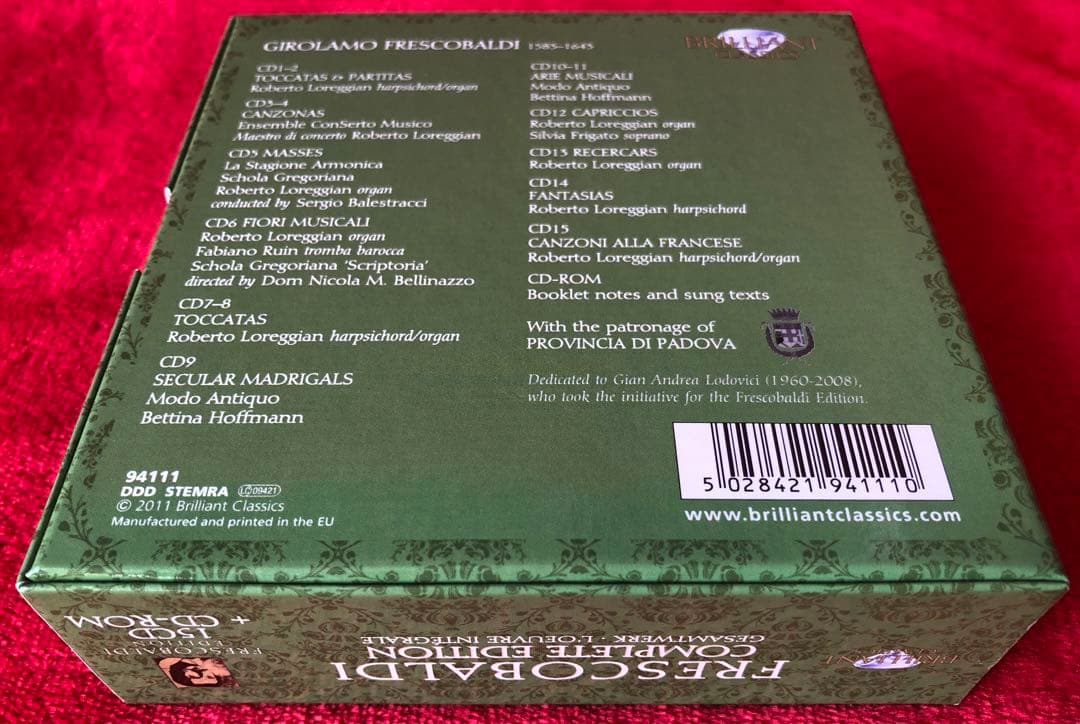 GIROLAMO FRESCOBALDI 1583-1643
CD1-2
TOCCATAS & PARTITAS
Roberto Loreggian harpsichord/organ
CD3-4
CANZONAS
Ensemble ConSerto Musico
Maestro di concerto Roberto Loreggian
CD5 MASSES
La Stagione Armonica
Schola Gregoriana
Roberto Loreggian organ
conducted by Sergio Balestracci
CD6 FIORI MUSICALI
Roberto Loreggian organ
Fabiano Ruin tromba barocca
Schola Gregoriana 'Scriptoria'
directed by Dom Nicola M. Bellinazzo
CD7-8
TOCCATAS
Roberto Loreggian harpsichord/organ
CD9
SECULAR MADRIGALS
Modo Antiquo
Bettina Hoffmann
BRILLIANT
CLASSICS
CD10-11
ARIE MUSICALI
Modo Antiquo
Bettina Hoffmann
CD12 CAPRICCIOS
Roberto Loreggian organ
Silvia Frigato soprano
CD13 RECERCARS
Roberto Loreggian organ
CD14
FANTASIAS
Roberto Loreggian harpsichord
CD15
CANZONI ALLA FRANCESE
Roberto Loreggian harpsichord/organ
CD-ROM
Booklet notes and sung texts
With the patronage of
PROVINCIA DI PADOVA
Dedicated to Gian Andrea Lodovici (1960-2008),
who took the initiative for the Frescobaldi Edition.
94111
DDD STEMRA LC 09421
© 2011 Brilliant Classics
Manufactured and printed in the EU
5 028421 941110
www.brilliantclassics.com
FRESCOBALDI
COMPLETE EDITION
GESAMTWERK · L'OEUVRE INTÉGRALE
FRESCOBALDI
EDITION
15CD
+ CD-ROM
BRILLIANT
CLASSICS